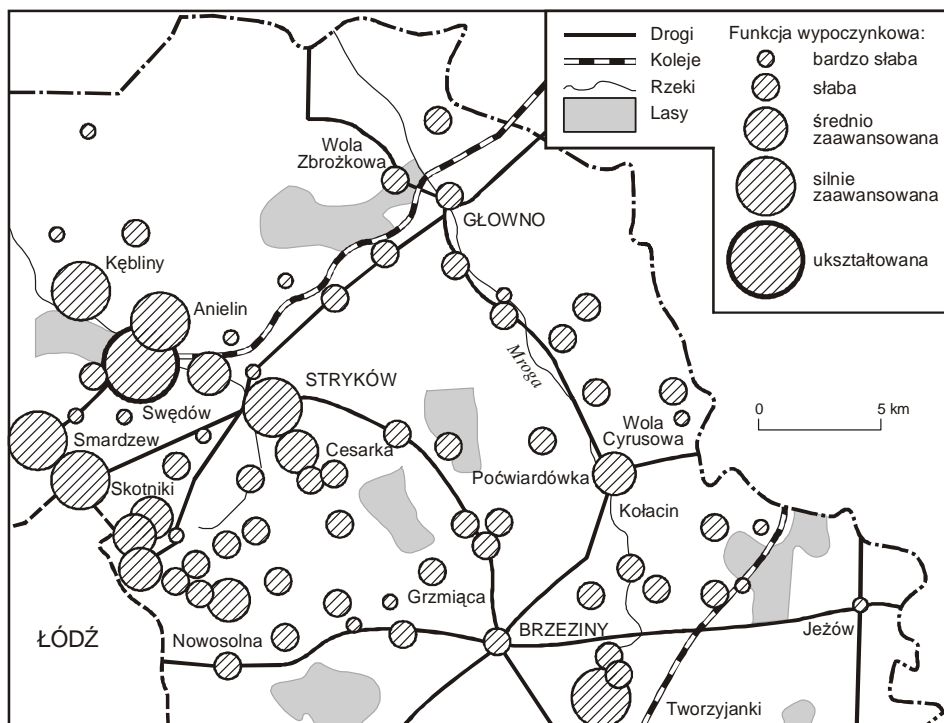 Drogi
Koleje
Rzeki
Lasy
Funkcja wypoczynkowa:
bardzo słaba
słaba
średnio
zaawansowana
silnie
zaawansowana
ukształtowana
Wola
Zbrożkowa
GŁOWNO
Kębliny
Anielin
Mroga
STRYKÓW
Swędów
0 5 km
Smardzew
Cesarka
Wola
Cyrusowa
Poćwiardówka
Skotniki
Kołacin
Grzmiąca
ŁÓDŹ
Nowosolna
BRZEZINY
Jeżów
Tworzyjanki